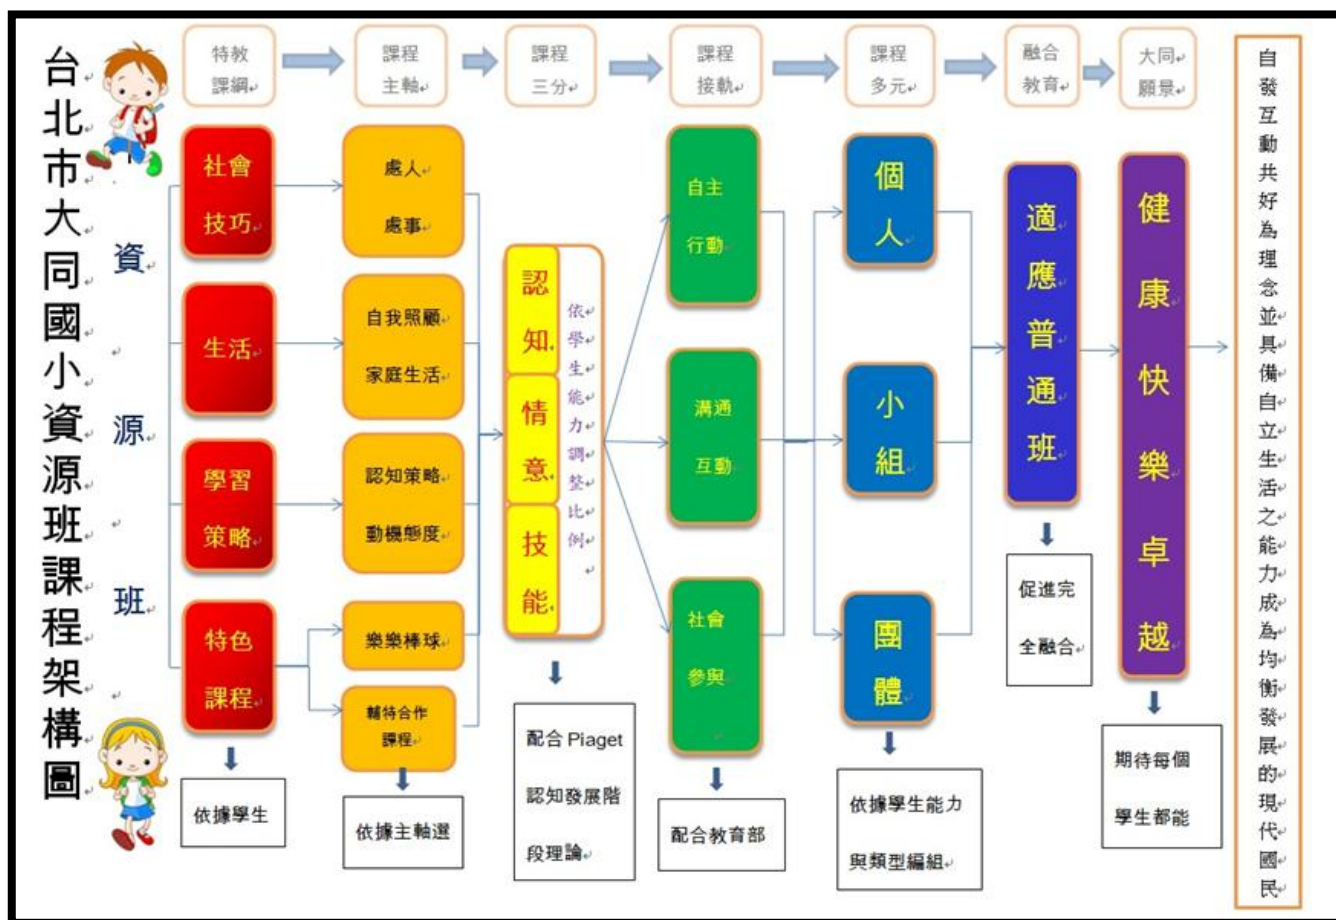 台北市大同國小資源班課程架構圖
資源班
特教
課綱
課程
主軸
課程
三分
課程
接軌
課程
多元
融合
教育
大同
願景
社會
技巧
生活
學習
策略
特色
課程
依據學生
處人
處事
自我照顧
家庭生活
認知策略
動機態度
樂樂棒球
輔特合作
課程
依據主軸選
認知
情意
技能
依學生能力調整比例
配合 Piaget
認知發展階
段理論
自主
行動
溝通
互動
社會
參與
配合教育部
個人
小組
團體
依據學生能力
與類型編組
適應普通班
促進完
全融合
健康快樂卓越
期待每個
學生都能
自發互動共好為理念並具備自立生活之能力成為均衡發展的現代國民